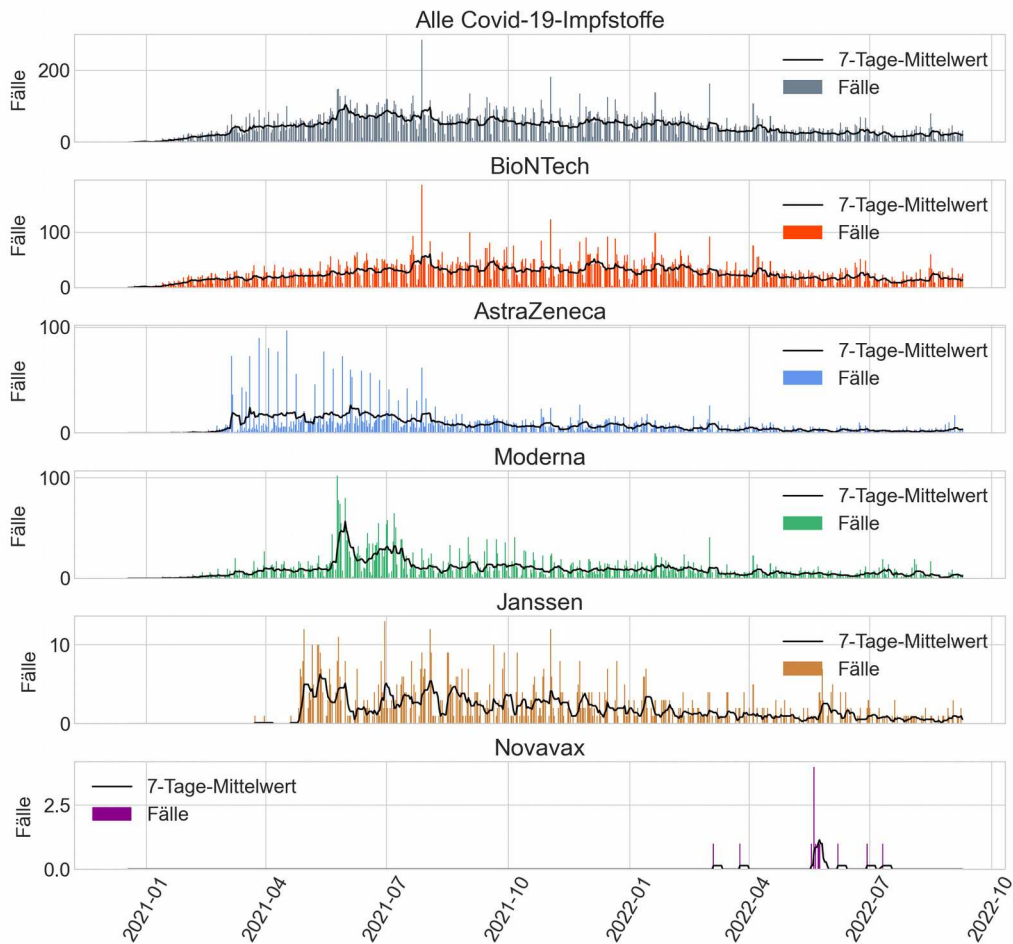 Alle Covid-19-Impfstoffe
Fälle
200
0
7-Tage-Mittelwert
Fälle
BioNTech
Fälle
100
0
7-Tage-Mittelwert
Fälle
AstraZeneca
Fälle
100
0
7-Tage-Mittelwert
Fälle
Moderna
Fälle
100
0
7-Tage-Mittelwert
Fälle
Janssen
Fälle
10
0
7-Tage-Mittelwert
Fälle
Novavax
Fälle
2.5
0.0
7-Tage-Mittelwert
Fälle
2021-01
2021-04
2021-07
2021-10
2022-01
2022-04
2022-07
2022-10